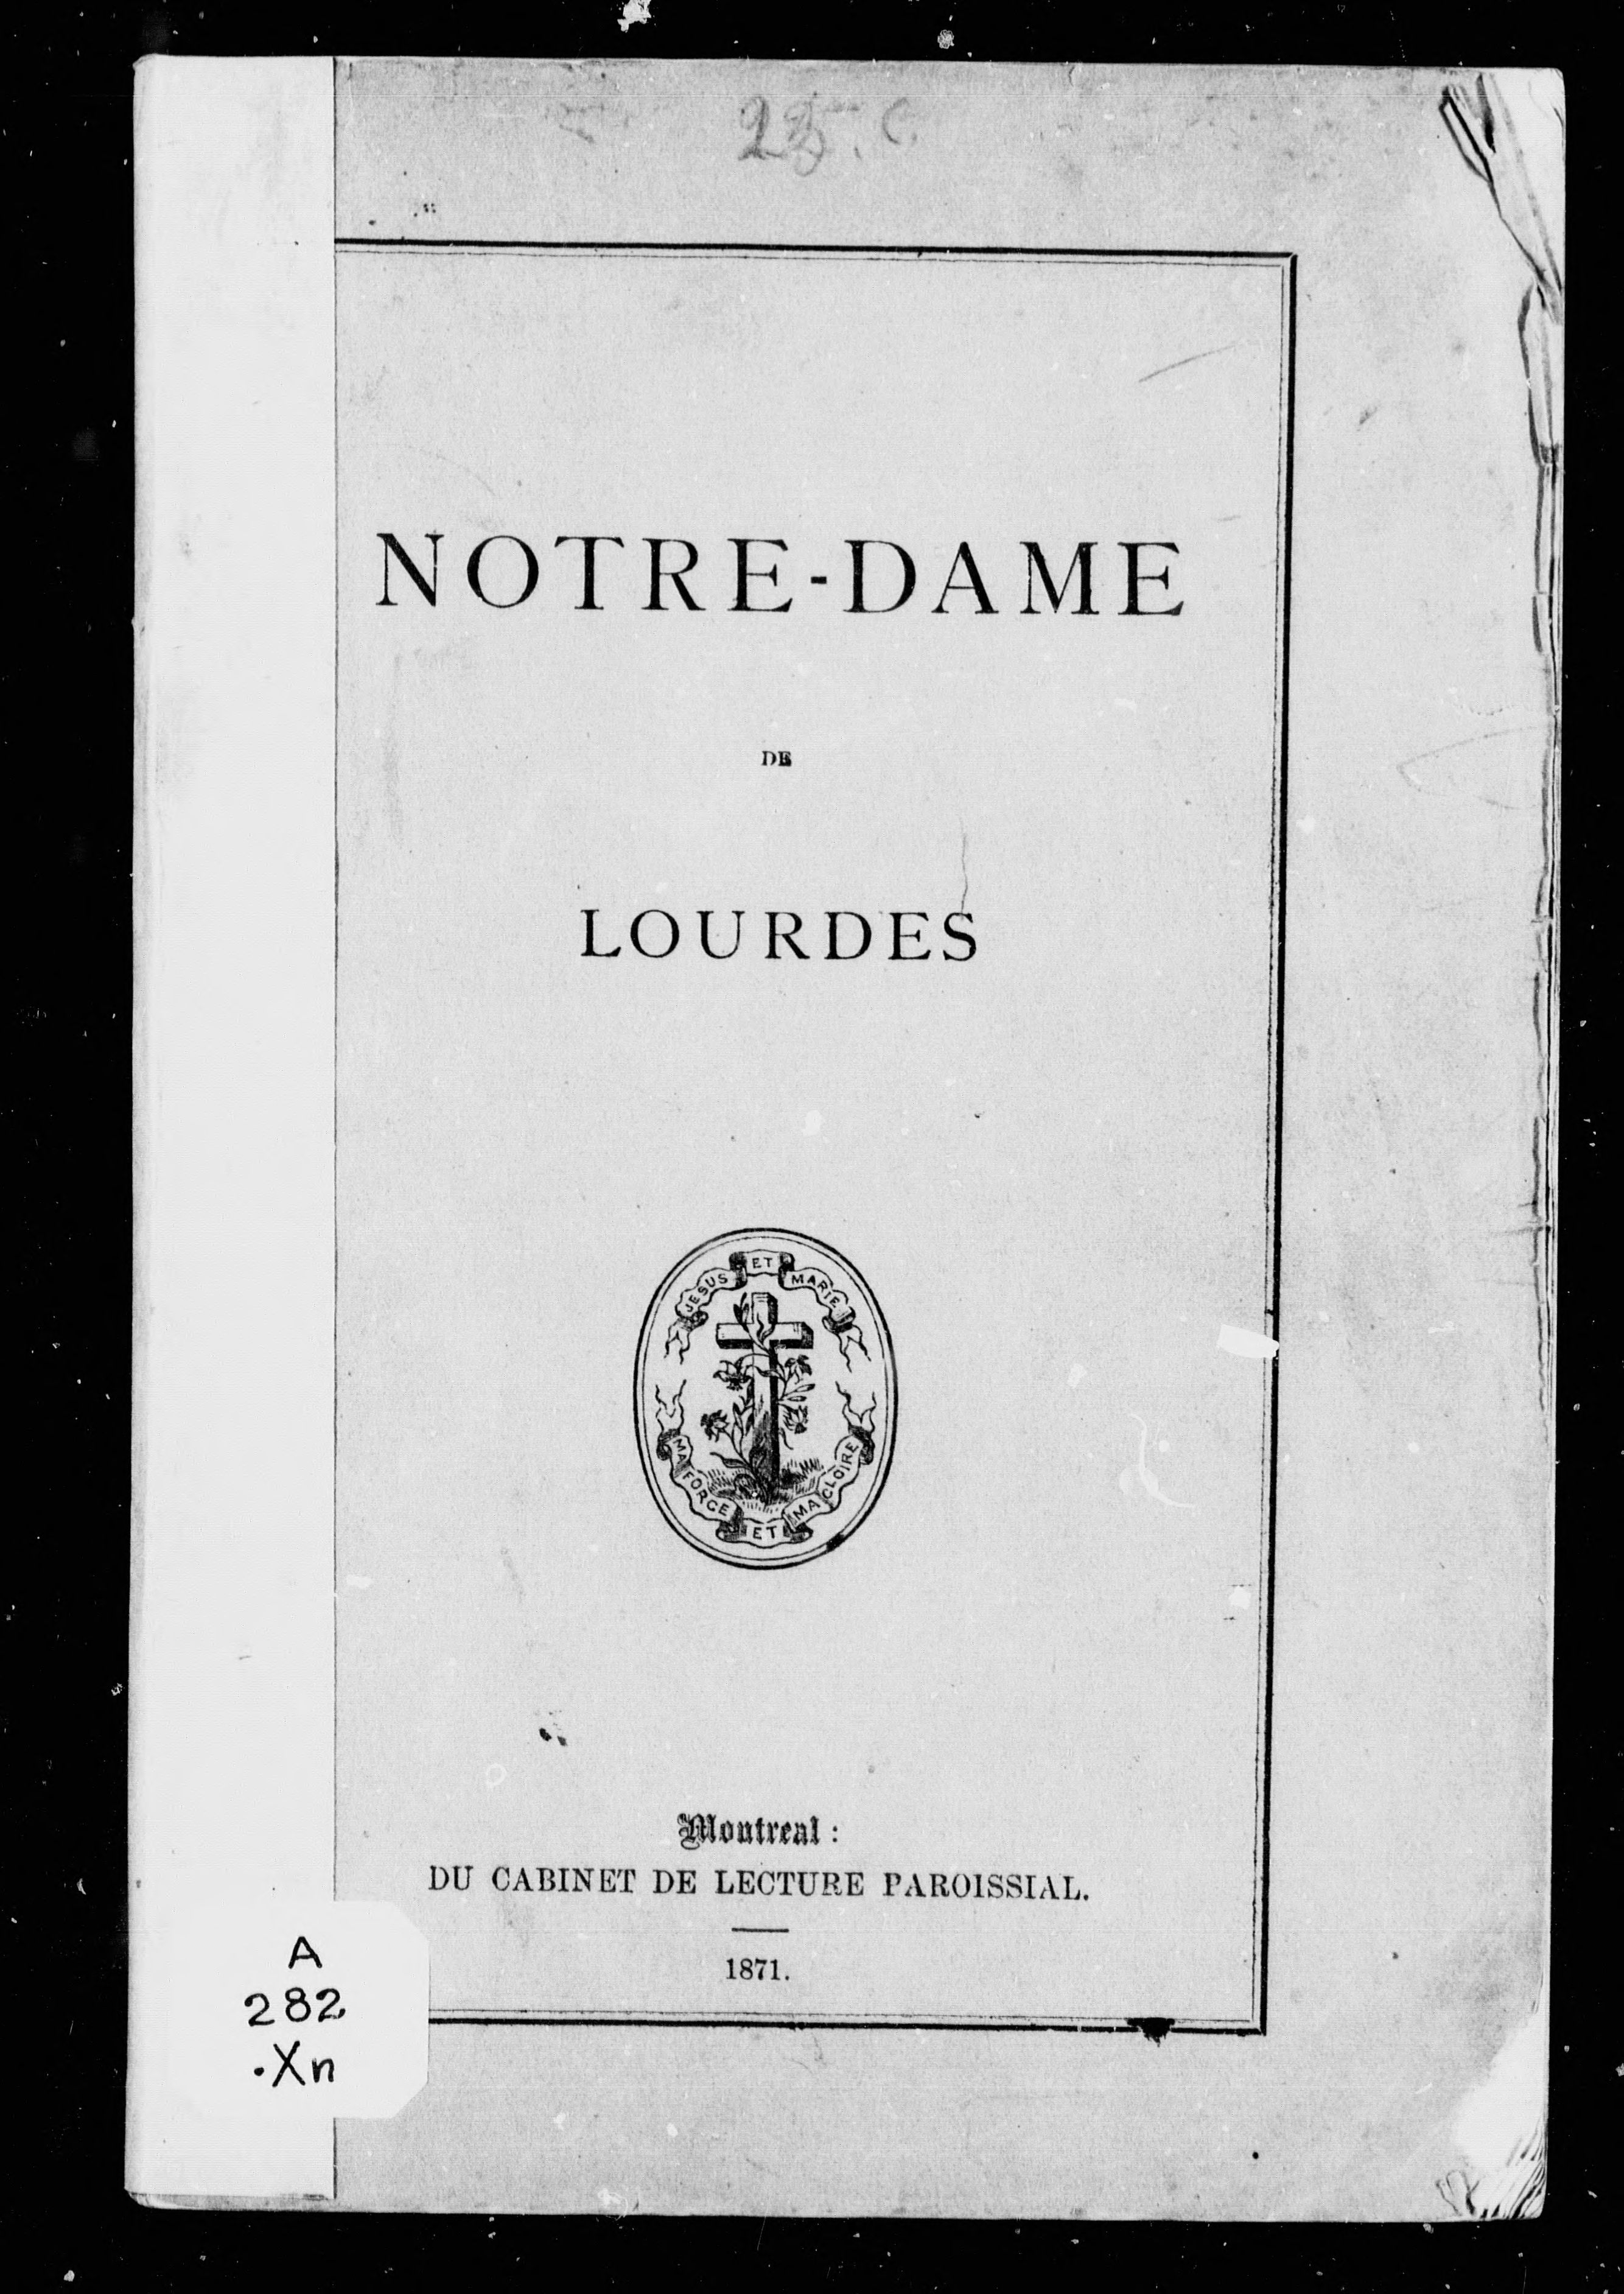 25.c.
NOTRE-DAME
DE
LOURDES
JESUS ET MARIE
MA FORCE ET MA GLOIRE
Montreal :
DU CABINET DE LECTURE PAROISSIAL.
1871.
A
282
.Xn